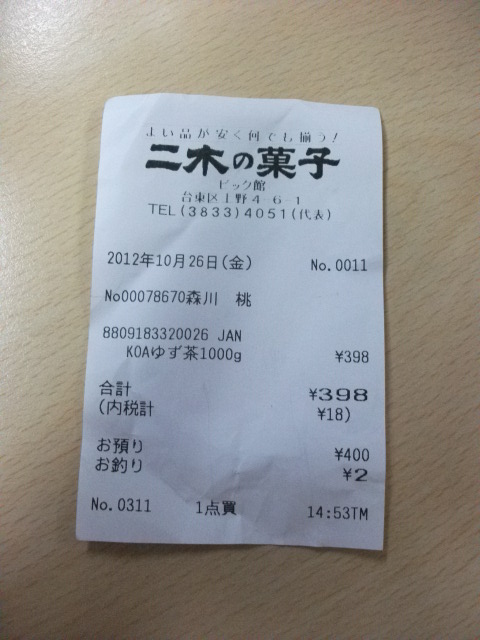 よい品が安く何でも揃う!
二木の菓子
ビック館
台東区上野4-6-1
TEL(3833)4051(代表)
2012年10月26日(金) No.0011
No00078670森川 桃
8809183320026 JAN
KOAゆず茶1000g ¥398
合計 ¥398
(内税計 ¥18)
お預り ¥400
お釣り ¥2
No.0311 1点買 14:53TM